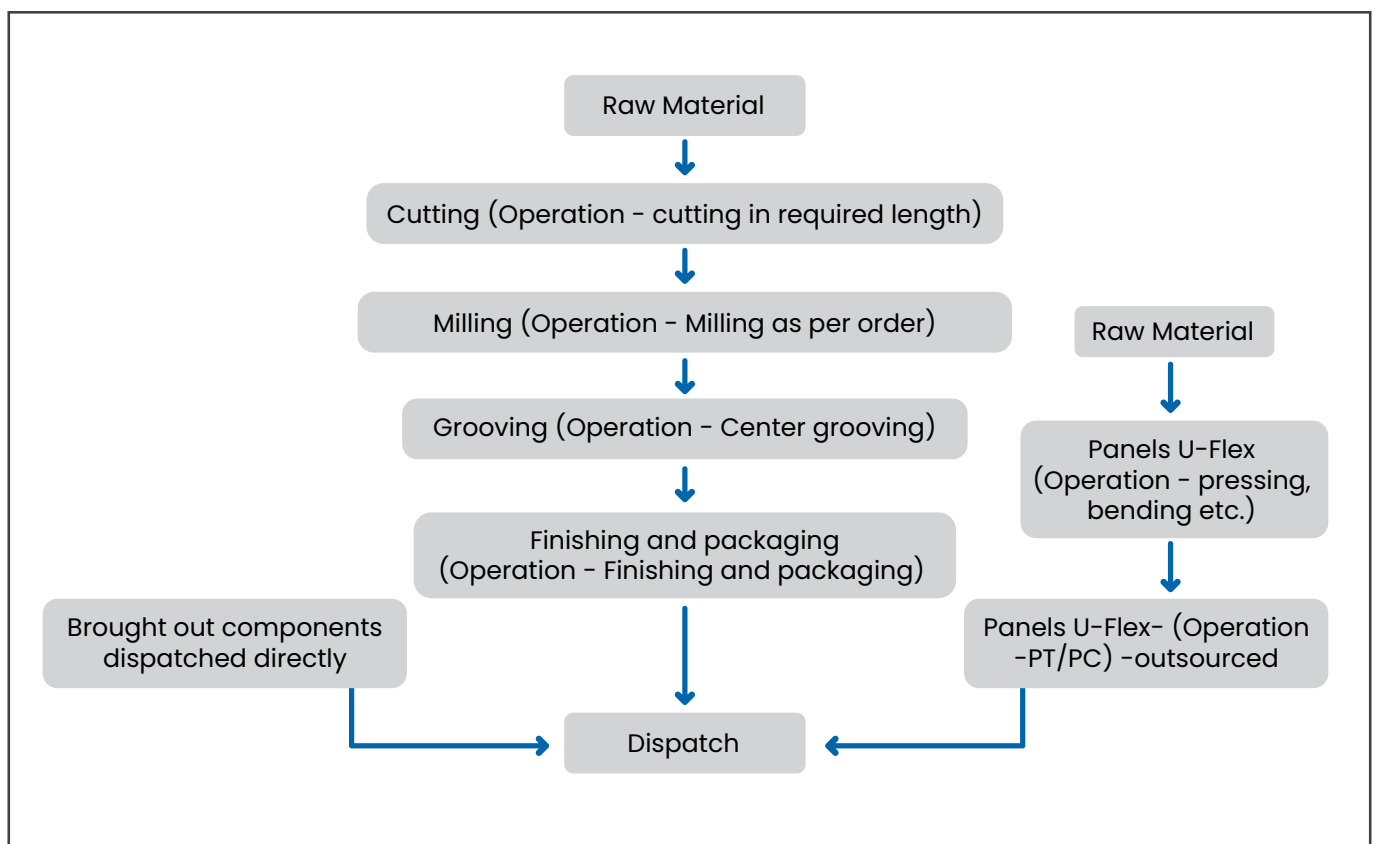 Raw Material
Cutting (Operation - cutting in required length)
Milling (Operation - Milling as per order)
Grooving (Operation - Center grooving)
Finishing and packaging
(Operation - Finishing and packaging)
Raw Material
Panels U-Flex
(Operation - pressing,
bending etc.)
Panels U-Flex- (Operation
-PT/PC) -outsourced
Brought out components
dispatched directly
Dispatch